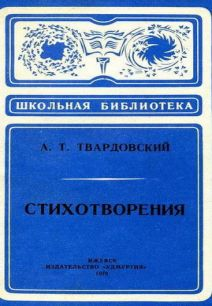 ШКОЛЬНАЯ БИБЛИОТЕКА
А. Т. ТВАРДОВСКИЙ
СТИХОТВОРЕНИЯ
ИЖЕВСК
ИЗДАТЕЛЬСТВО «УДМУРТИЯ»